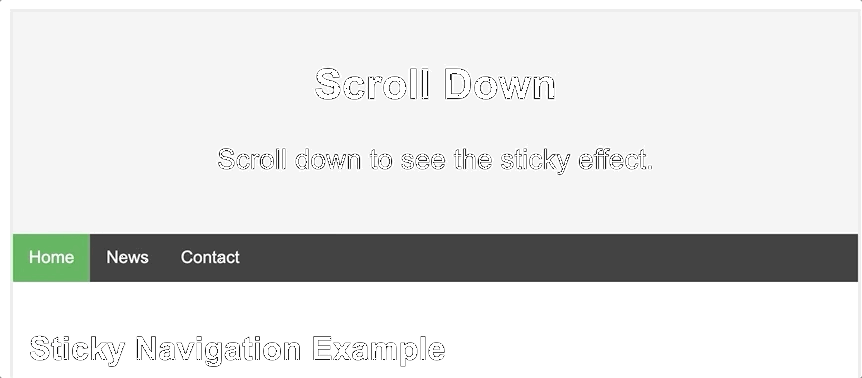 Scroll Down
Scroll down to see the sticky effect.
Home News Contact
Sticky Navigation Example